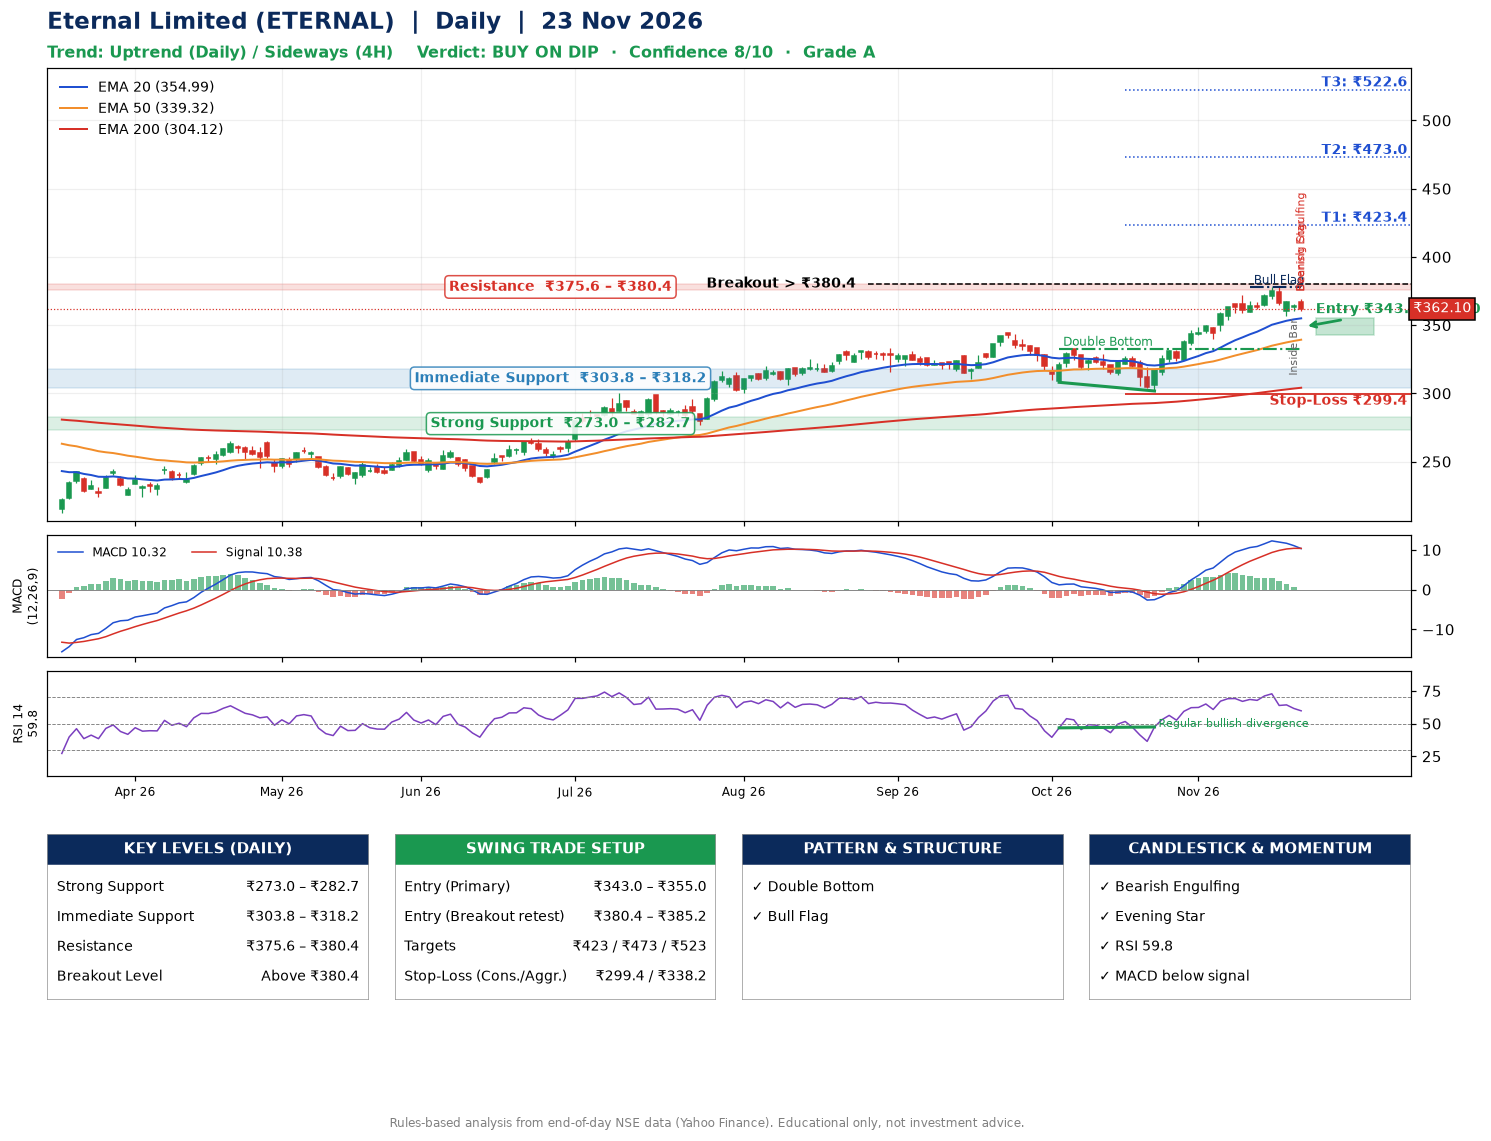 Eternal Limited (ETERNAL) | Daily | 23 Nov 2026
Trend: Uptrend (Daily) / Sideways (4H) Verdict: BUY ON DIP · Confidence 8/10 · Grade A
EMA 20 (354.99)
EMA 50 (339.32)
EMA 200 (304.12)
T3: ₹522.6
T2: ₹473.0
T1: ₹423.4
500
450
400
350
300
250
Resistance ₹375.6 – ₹380.4
Breakout > ₹380.4
Bull Flag
Bearish Engulfing
Entry ₹343.
₹362.10
Inside Bar
Double Bottom
Immediate Support ₹303.8 – ₹318.2
Stop-Loss ₹299.4
Strong Support ₹273.0 – ₹282.7
MACD (12,26,9)
MACD 10.32
Signal 10.38
10
0
−10
RSI 14
59.8
Regular bullish divergence
75
50
25
Apr 26
May 26
Jun 26
Jul 26
Aug 26
Sep 26
Oct 26
Nov 26
KEY LEVELS (DAILY)
Strong Support ₹273.0 – ₹282.7
Immediate Support ₹303.8 – ₹318.2
Resistance ₹375.6 – ₹380.4
Breakout Level Above ₹380.4
SWING TRADE SETUP
Entry (Primary) ₹343.0 – ₹355.0
Entry (Breakout retest) ₹380.4 – ₹385.2
Targets ₹423 / ₹473 / ₹523
Stop-Loss (Cons./Aggr.) ₹299.4 / ₹338.2
PATTERN & STRUCTURE
✓ Double Bottom
✓ Bull Flag
CANDLESTICK & MOMENTUM
✓ Bearish Engulfing
✓ Evening Star
✓ RSI 59.8
✓ MACD below signal
Rules-based analysis from end-of-day NSE data (Yahoo Finance). Educational only, not investment advice.